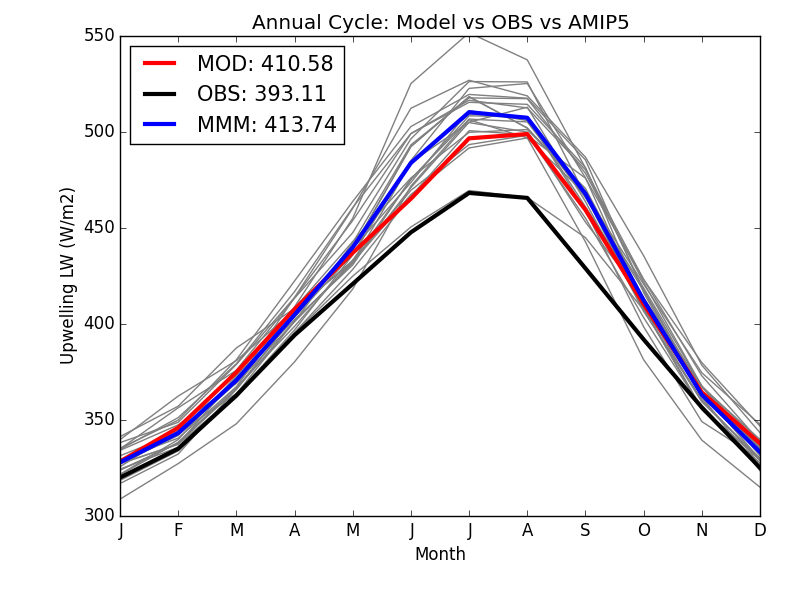 Annual Cycle: Model vs OBS vs AMIP5
MOD: 410.58
OBS: 393.11
MMM: 413.74
Upwelling LW (W/m2)
550
500
450
400
350
300
J F M A M J J A S O N D
Month